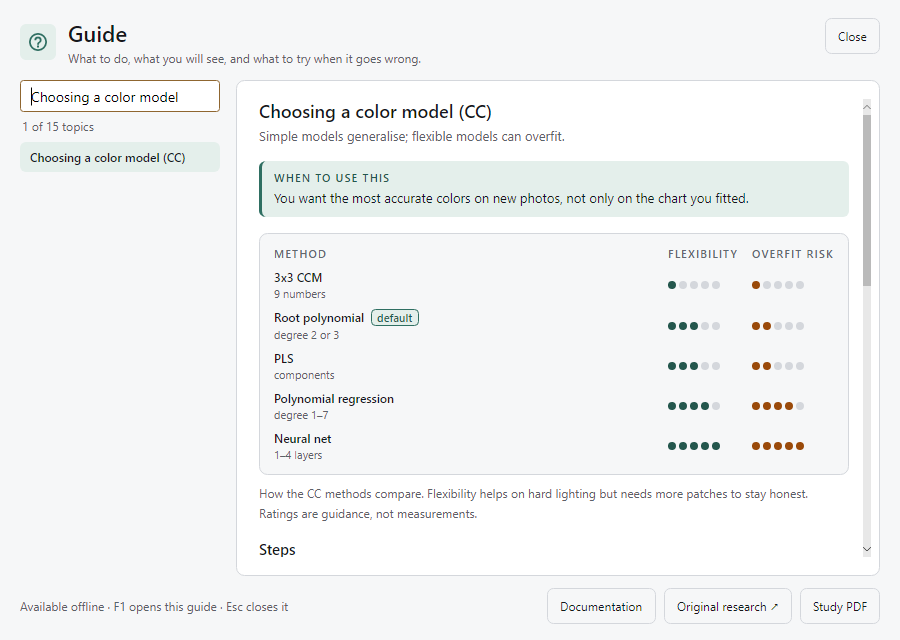 Guide
What to do, what you will see, and what to try when it goes wrong.
Close
Choosing a color model
1 of 15 topics
Choosing a color model (CC)
Choosing a color model (CC)
Simple models generalise; flexible models can overfit.
WHEN TO USE THIS
You want the most accurate colors on new photos, not only on the chart you fitted.
METHOD FLEXIBILITY OVERFIT RISK
3x3 CCM
9 numbers
Root polynomial default
degree 2 or 3
PLS
components
Polynomial regression
degree 1–7
Neural net
1–4 layers
How the CC methods compare. Flexibility helps on hard lighting but needs more patches to stay honest.
Ratings are guidance, not measurements.
Steps
Available offline · F1 opens this guide · Esc closes it
Documentation
Original research ↗
Study PDF